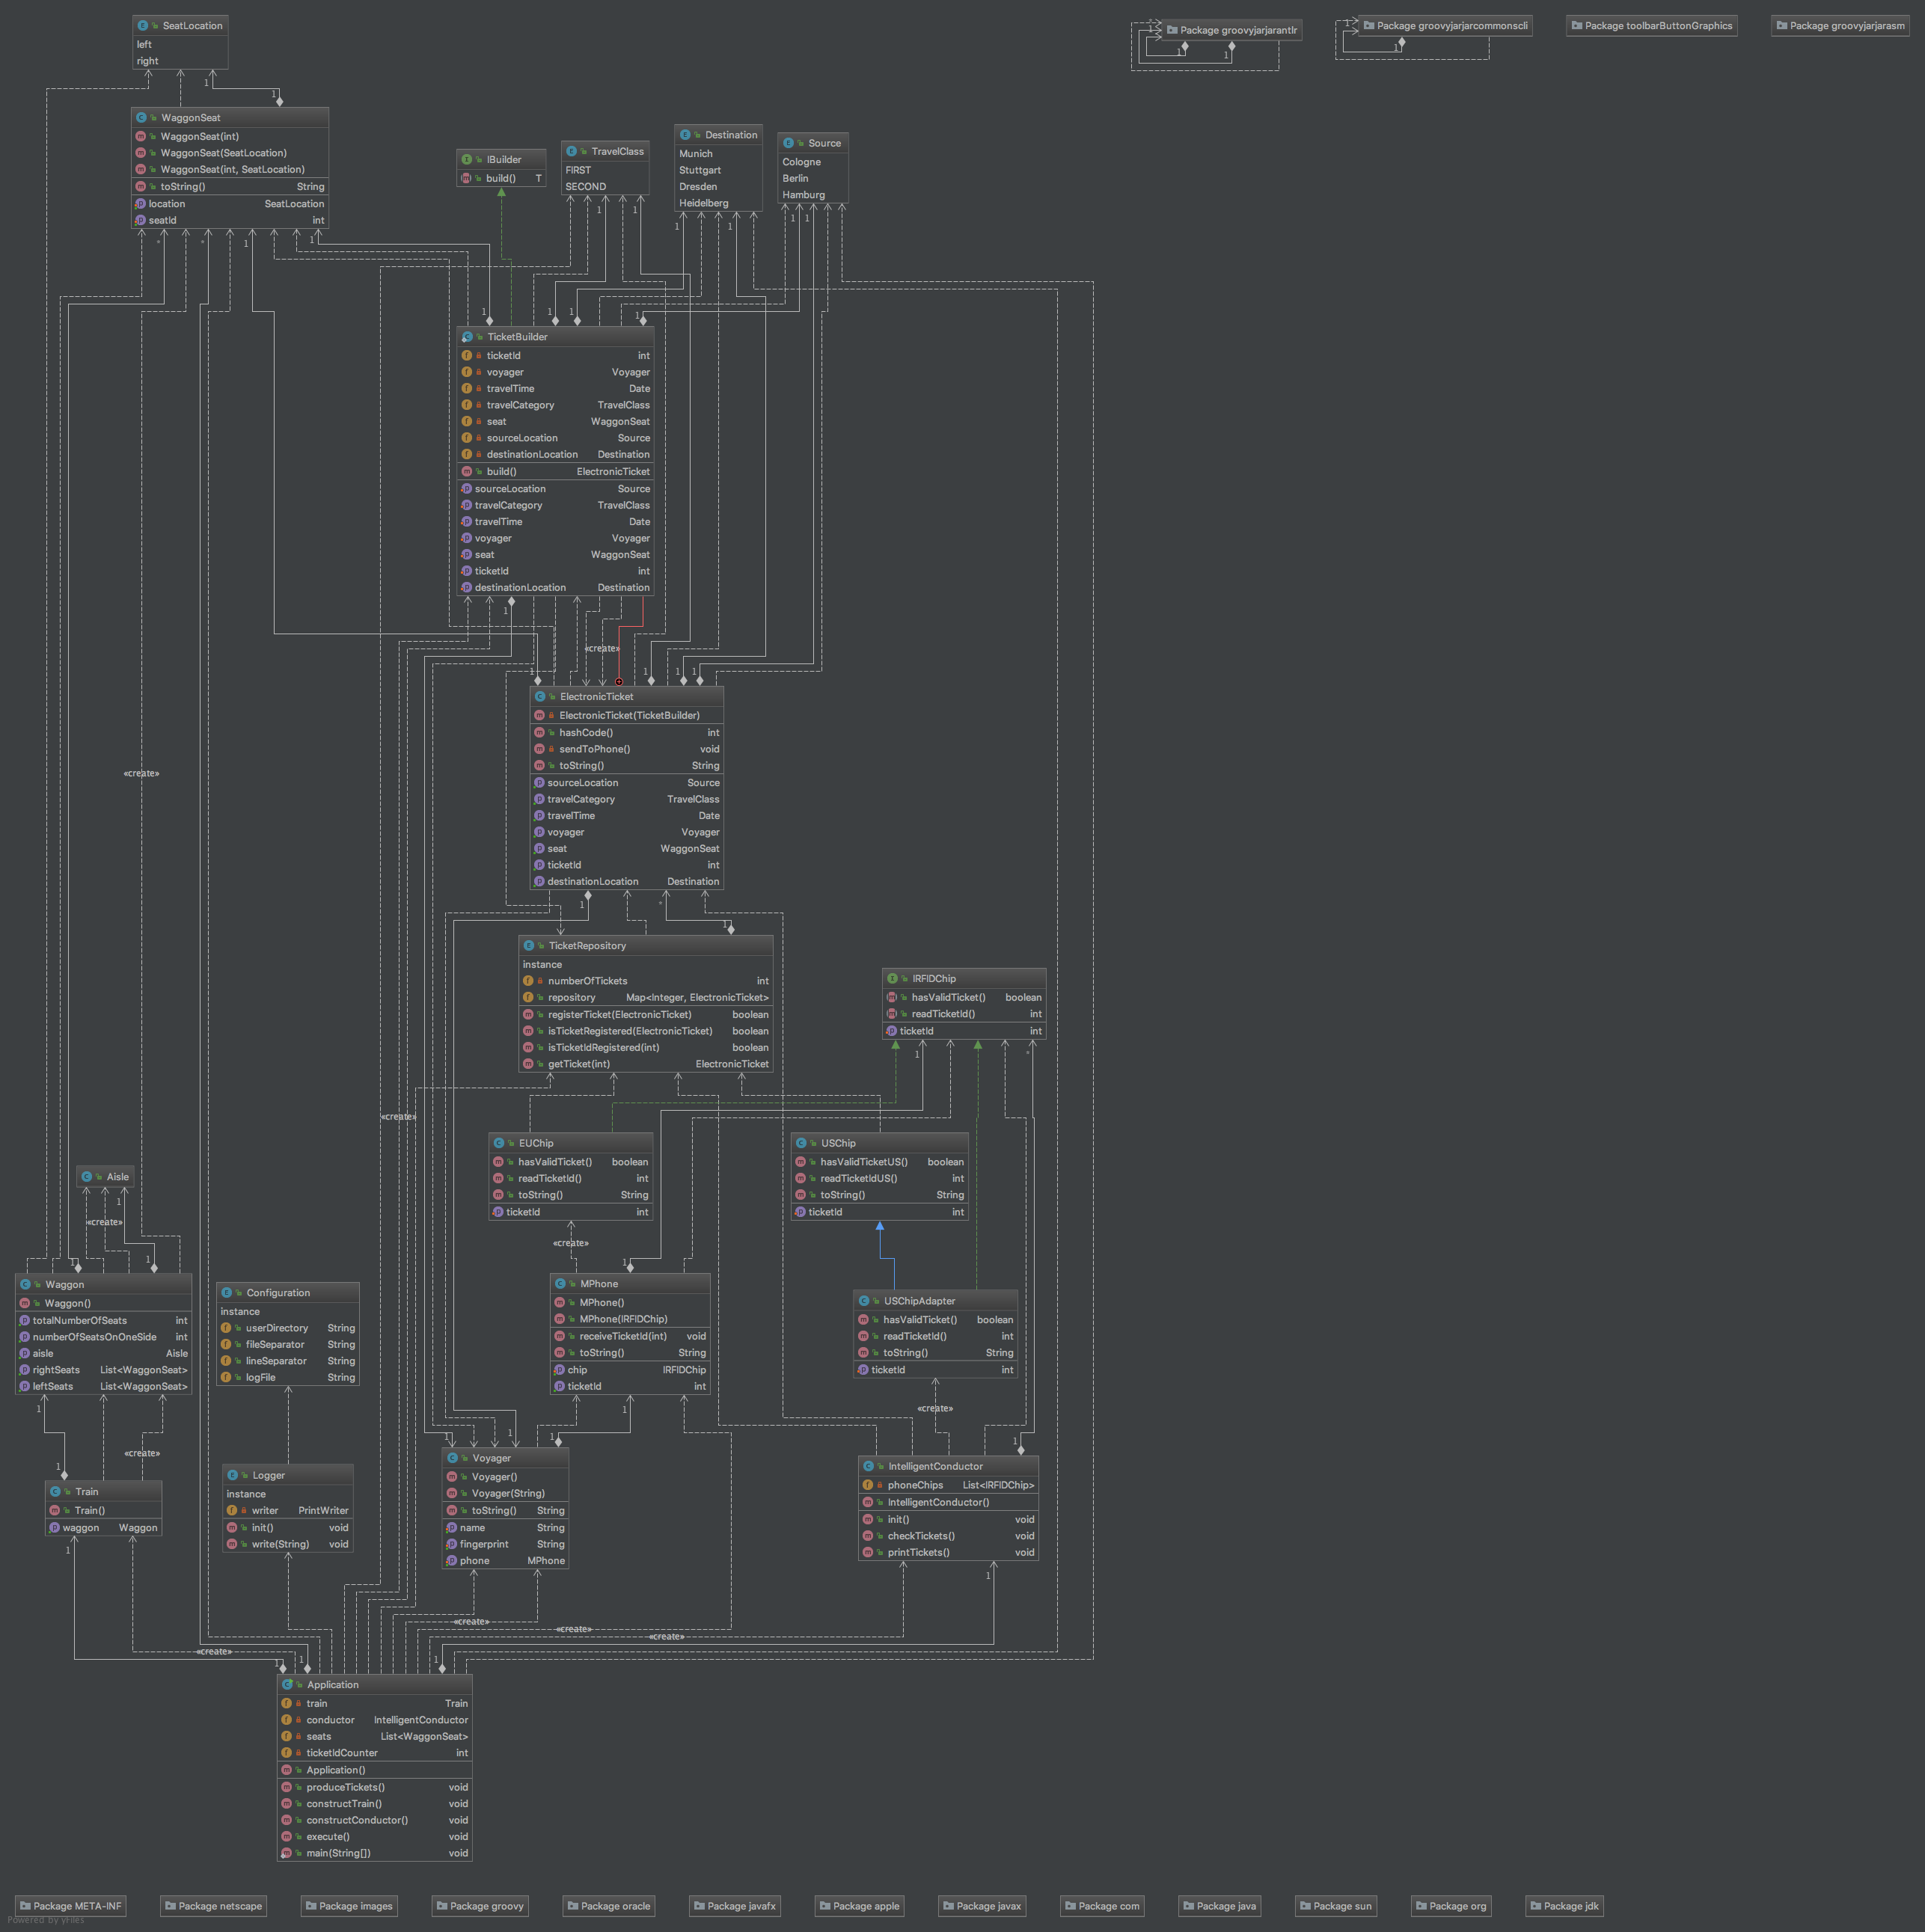 SeatLocation
left
right
1
1
WaggonSeat
WaggonSeat(int)
WaggonSeat(SeatLocation)
WaggonSeat(int, SeatLocation)
toString() String
location SeatLocation
seatId int
IBuilder
build() T
TravelClass
FIRST
SECOND
Destination
Munich
Stuttgart
Dresden
Heidelberg
Source
Cologne
Berlin
Hamburg
Package groovyjarjarantlr
Package groovyjarjarcommonscli
Package toolbarButtonGraphics
Package groovyjarjarasm
TicketBuilder
ticketId int
voyager Voyager
travelTime Date
travelCategory TravelClass
seat WaggonSeat
sourceLocation Source
destinationLocation Destination
build() ElectronicTicket
sourceLocation Source
travelCategory TravelClass
travelTime Date
voyager Voyager
seat WaggonSeat
ticketId int
destinationLocation Destination
«create»
ElectronicTicket
ElectronicTicket(TicketBuilder)
hashCode() int
sendToPhone() void
toString() String
sourceLocation Source
travelCategory TravelClass
travelTime Date
voyager Voyager
seat WaggonSeat
ticketId int
destinationLocation Destination
«create»
TicketRepository
instance
numberOfTickets int
repository Map<Integer, ElectronicTicket>
registerTicket(ElectronicTicket) boolean
isTicketRegistered(ElectronicTicket) boolean
isTicketIdRegistered(int) boolean
getTicket(int) ElectronicTicket
IRFIDChip
hasValidTicket() boolean
readTicketId() int
ticketId int
«create»
EUChip
hasValidTicket() boolean
readTicketId() int
toString() String
ticketId int
USChip
hasValidTicketUS() boolean
readTicketIdUS() int
toString() String
ticketId int
Aisle
«create»
«create»
Waggon
Waggon()
totalNumberOfSeats int
numberOfSeatsOnOneSide int
aisle Aisle
rightSeats List<WaggonSeat>
leftSeats List<WaggonSeat>
Configuration
instance
userDirectory String
fileSeparator String
lineSeparator String
logFile String
MPhone
MPhone()
MPhone(IRFIDChip)
receiveTicketId(int) void
toString() String
chip IRFIDChip
ticketId int
USChipAdapter
hasValidTicket() boolean
readTicketId() int
toString() String
ticketId int
«create»
«create»
Train
Train()
waggon Waggon
Logger
instance
writer PrintWriter
init() void
write(String) void
Voyager
Voyager()
Voyager(String)
toString() String
name String
fingerprint String
phone MPhone
IntelligentConductor
phoneChips List<IRFIDChip>
IntelligentConductor()
init() void
checkTickets() void
printTickets() void
«create»
«create»
«create»
«create»
Application
train Train
conductor IntelligentConductor
seats List<WaggonSeat>
ticketIdCounter int
Application()
produceTickets() void
constructTrain() void
constructConductor() void
execute() void
main(String[]) void
Package META-INF
Package netscape
Package images
Package groovy
Package oracle
Package javafx
Package apple
Package javax
Package com
Package java
Package sun
Package org
Package jdk
Powered by yFiles